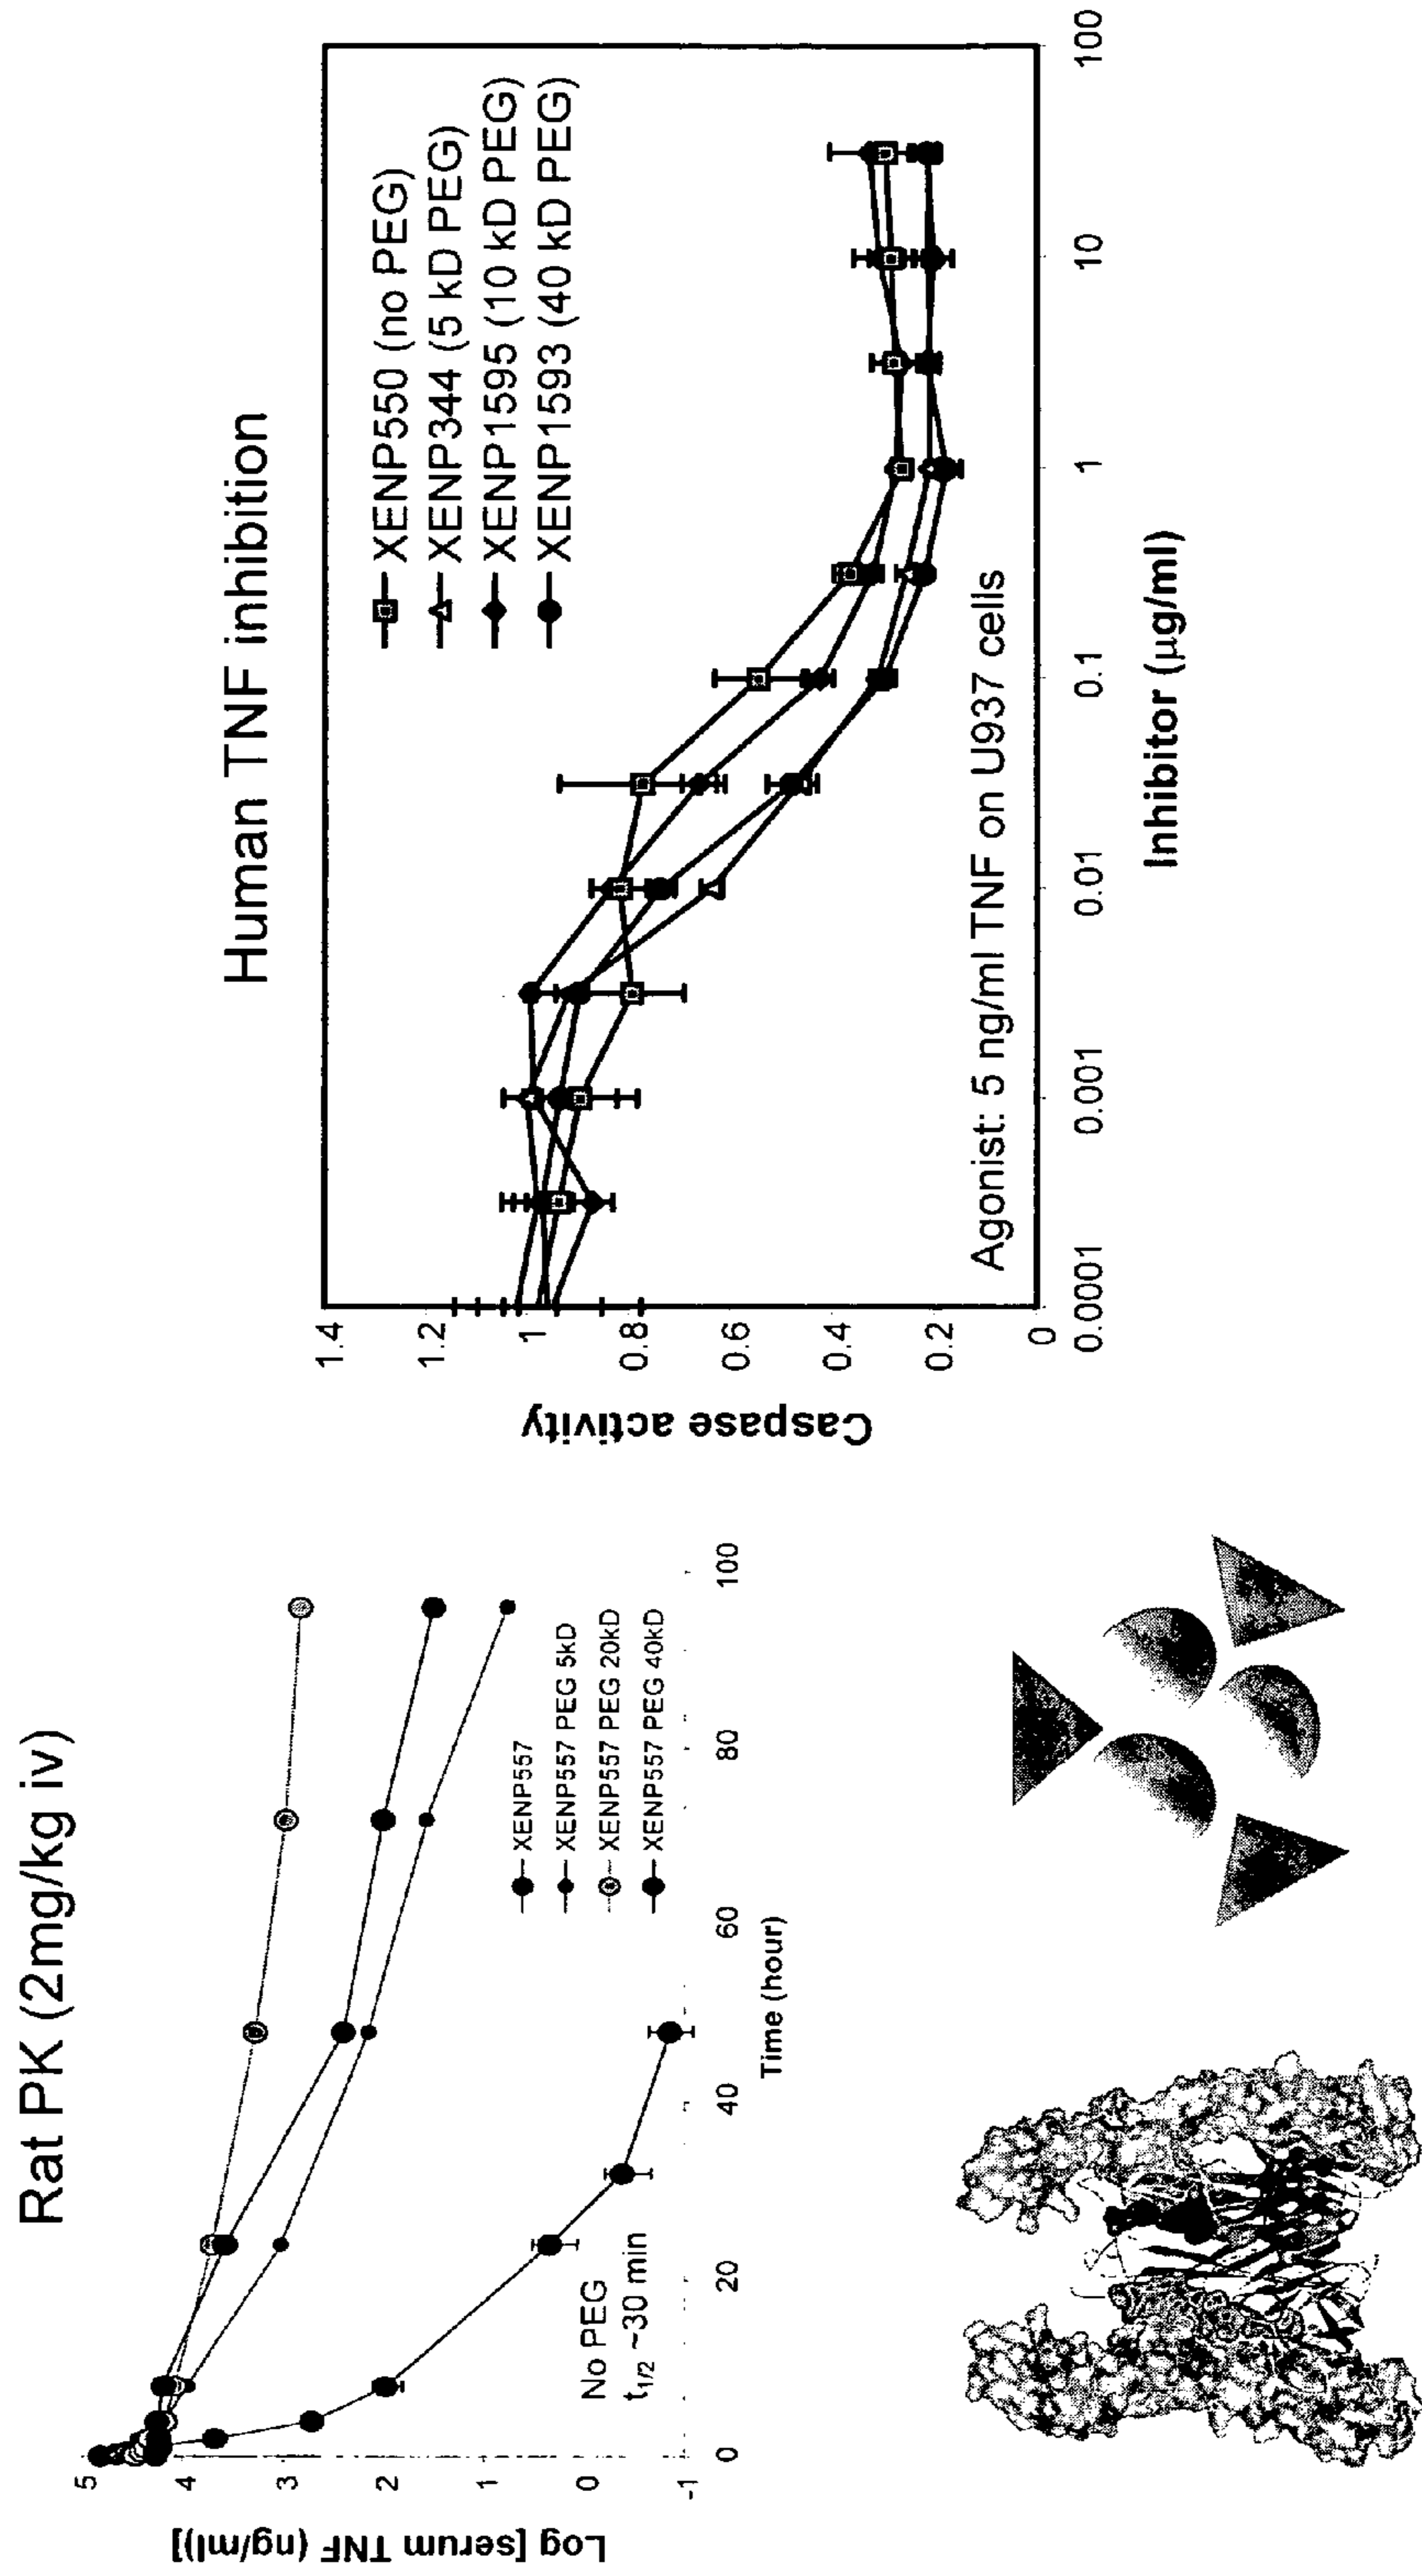 Rat PK (2mg/kg iv)
Log [serum TNF (ng/ml)]
5
4
3
2
1
0
-1
No PEG
t1/2 ~30 min
XENP557
XENP557 PEG 5kD
XENP557 PEG 20kD
XENP557 PEG 40kD
0
20
40
60
80
100
Time (hour)
Human TNF inhibition
Caspase activity
1.4
1.2
1
0.8
0.6
0.4
0.2
0
XENP550 (no PEG)
XENP344 (5 kD PEG)
XENP1595 (10 kD PEG)
XENP1593 (40 kD PEG)
Agonist: 5 ng/ml TNF on U937 cells
0.0001
0.001
0.01
0.1
1
10
100
Inhibitor (µg/ml)